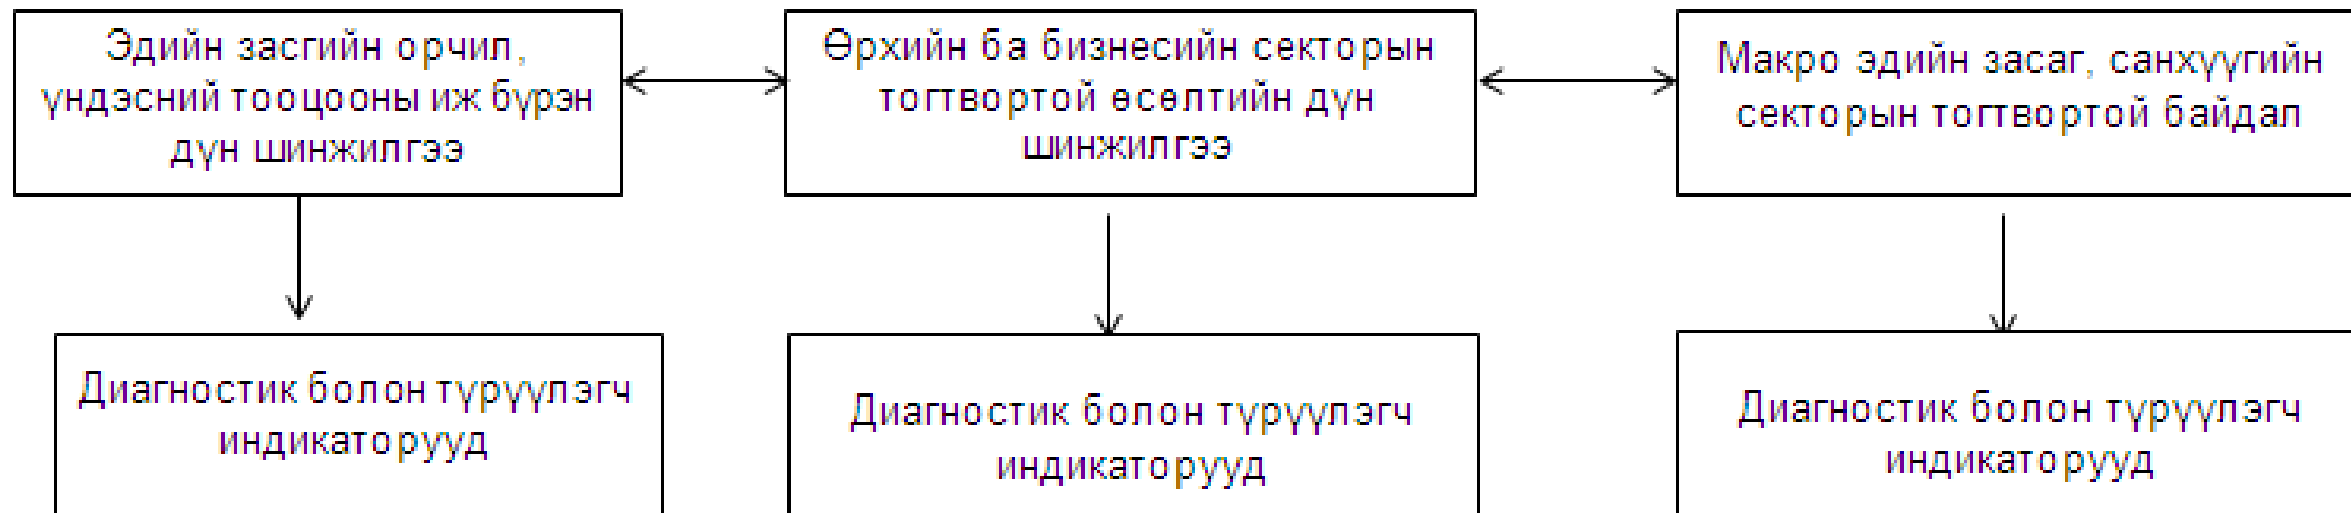 Эдийн засгийн орчил,
үндэсний тооцооны иж бүрэн
дүн шинжилгээ
Өрхийн ба бизнесийн секторын
тогтвортой өсөлтийн дүн
шинжилгээ
Макро эдийн засаг, санхүүгийн
секторын тогтвортой байдал
Диагностик болон түрүүлэгч
индикаторууд
Диагностик болон түрүүлэгч
индикаторууд
Диагностик болон түрүүлэгч
индикаторууд